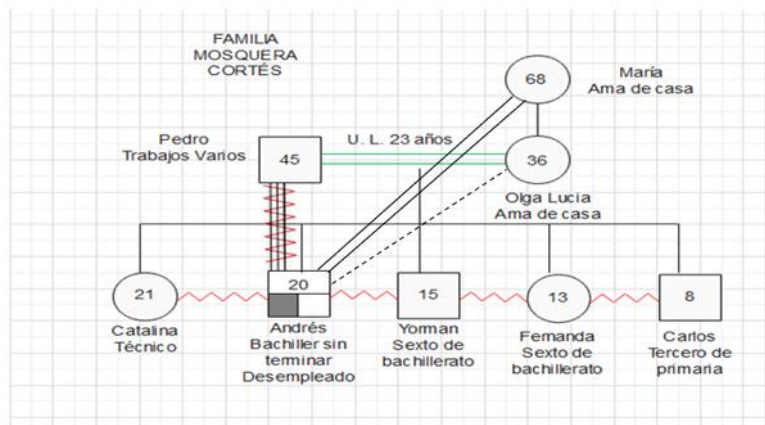 FAMILIA
MOSQUERA
CORTÉS
68
María
Ama de casa
Pedro
Trabajos Varios
45
U. L. 23 años
36
Olga Lucia
Ama de casa
21
Catalina
Técnico
20
Andrés
Bachiller sin
terminar
Desempleado
15
Yorman
Sexto de
bachillerato
13
Fernanda
Sexto de
bachillerato
8
Carlos
Tercero de
primaria